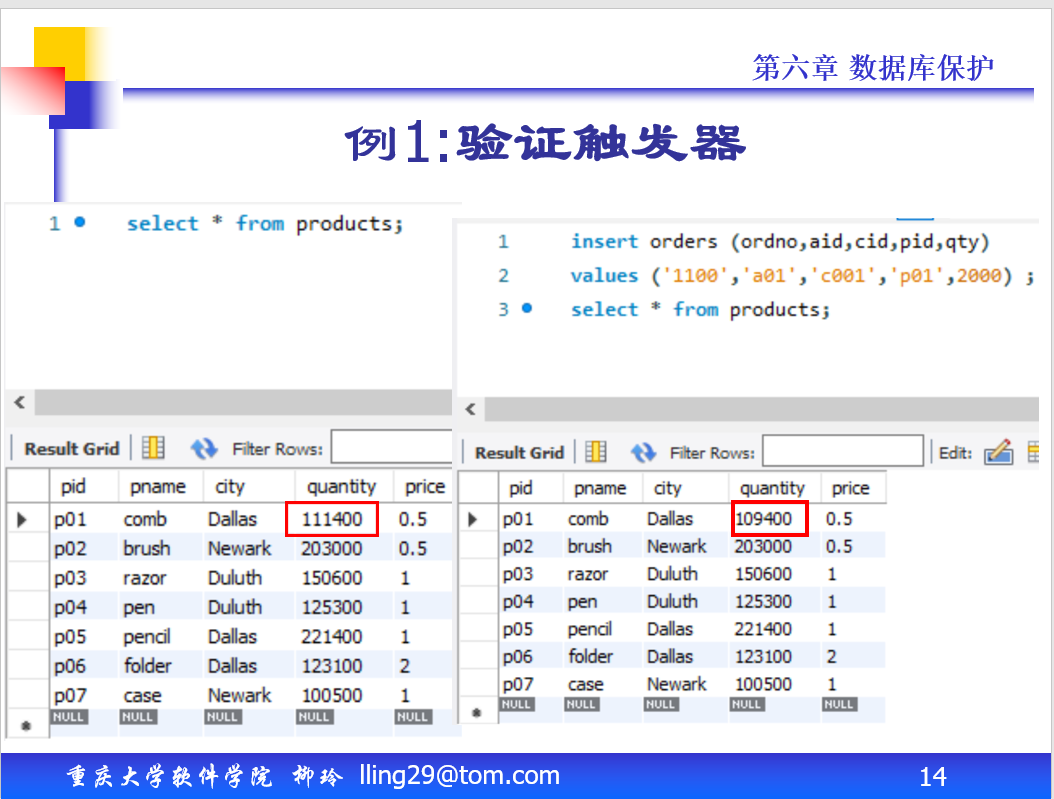 第六章 数据库保护
例1:验证触发器
1 select * from products;
Result Grid Filter Rows:
pid pname city quantity price
p01 comb Dallas 111400 0.5
p02 brush Newark 203000 0.5
p03 razor Duluth 150600 1
p04 pen Duluth 125300 1
p05 pencil Dallas 221400 1
p06 folder Dallas 123100 2
p07 case Newark 100500 1
NULL NULL NULL NULL NULL
1 insert orders (ordno,aid,cid,pid,qty)
2 values ('1100','a01','c001','p01',2000) ;
3 select * from products;
Result Grid Filter Rows: Edit:
pid pname city quantity price
p01 comb Dallas 109400 0.5
p02 brush Newark 203000 0.5
p03 razor Duluth 150600 1
p04 pen Duluth 125300 1
p05 pencil Dallas 221400 1
p06 folder Dallas 123100 2
p07 case Newark 100500 1
NULL NULL NULL NULL NULL
重庆大学软件学院 柳玲 lling29@tom.com 14